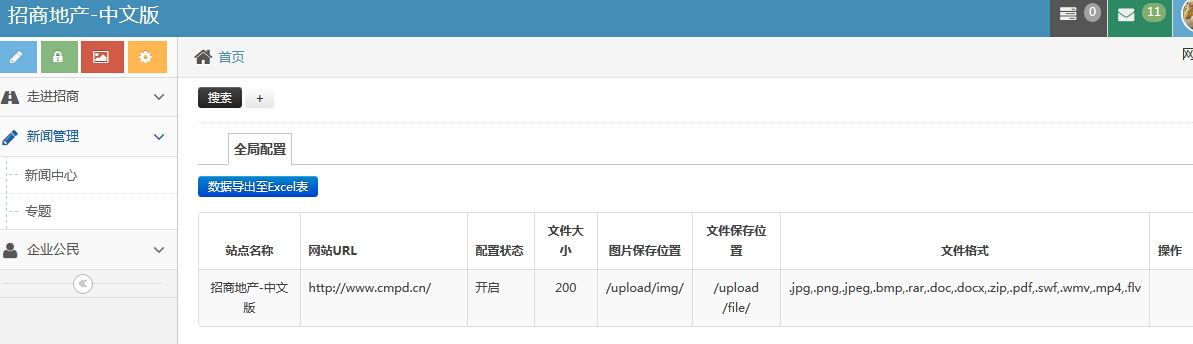 招商地产-中文版
0
11
首页
网
走进招商
新闻管理
新闻中心
专题
企业公民
搜索
+
全局配置
数据导出至Excel表
站点名称
网站URL
配置状态
文件大
小
图片保存位置
文件保存位
置
文件格式
操作
招商地产-中文
版
http://www.cmpd.cn/
开启
200
/upload/img/
/upload
/file/
.jpg,.png,.jpeg,.bmp,.rar,.doc,.docx,.zip,.pdf,.swf,.wmv,.mp4,.flv